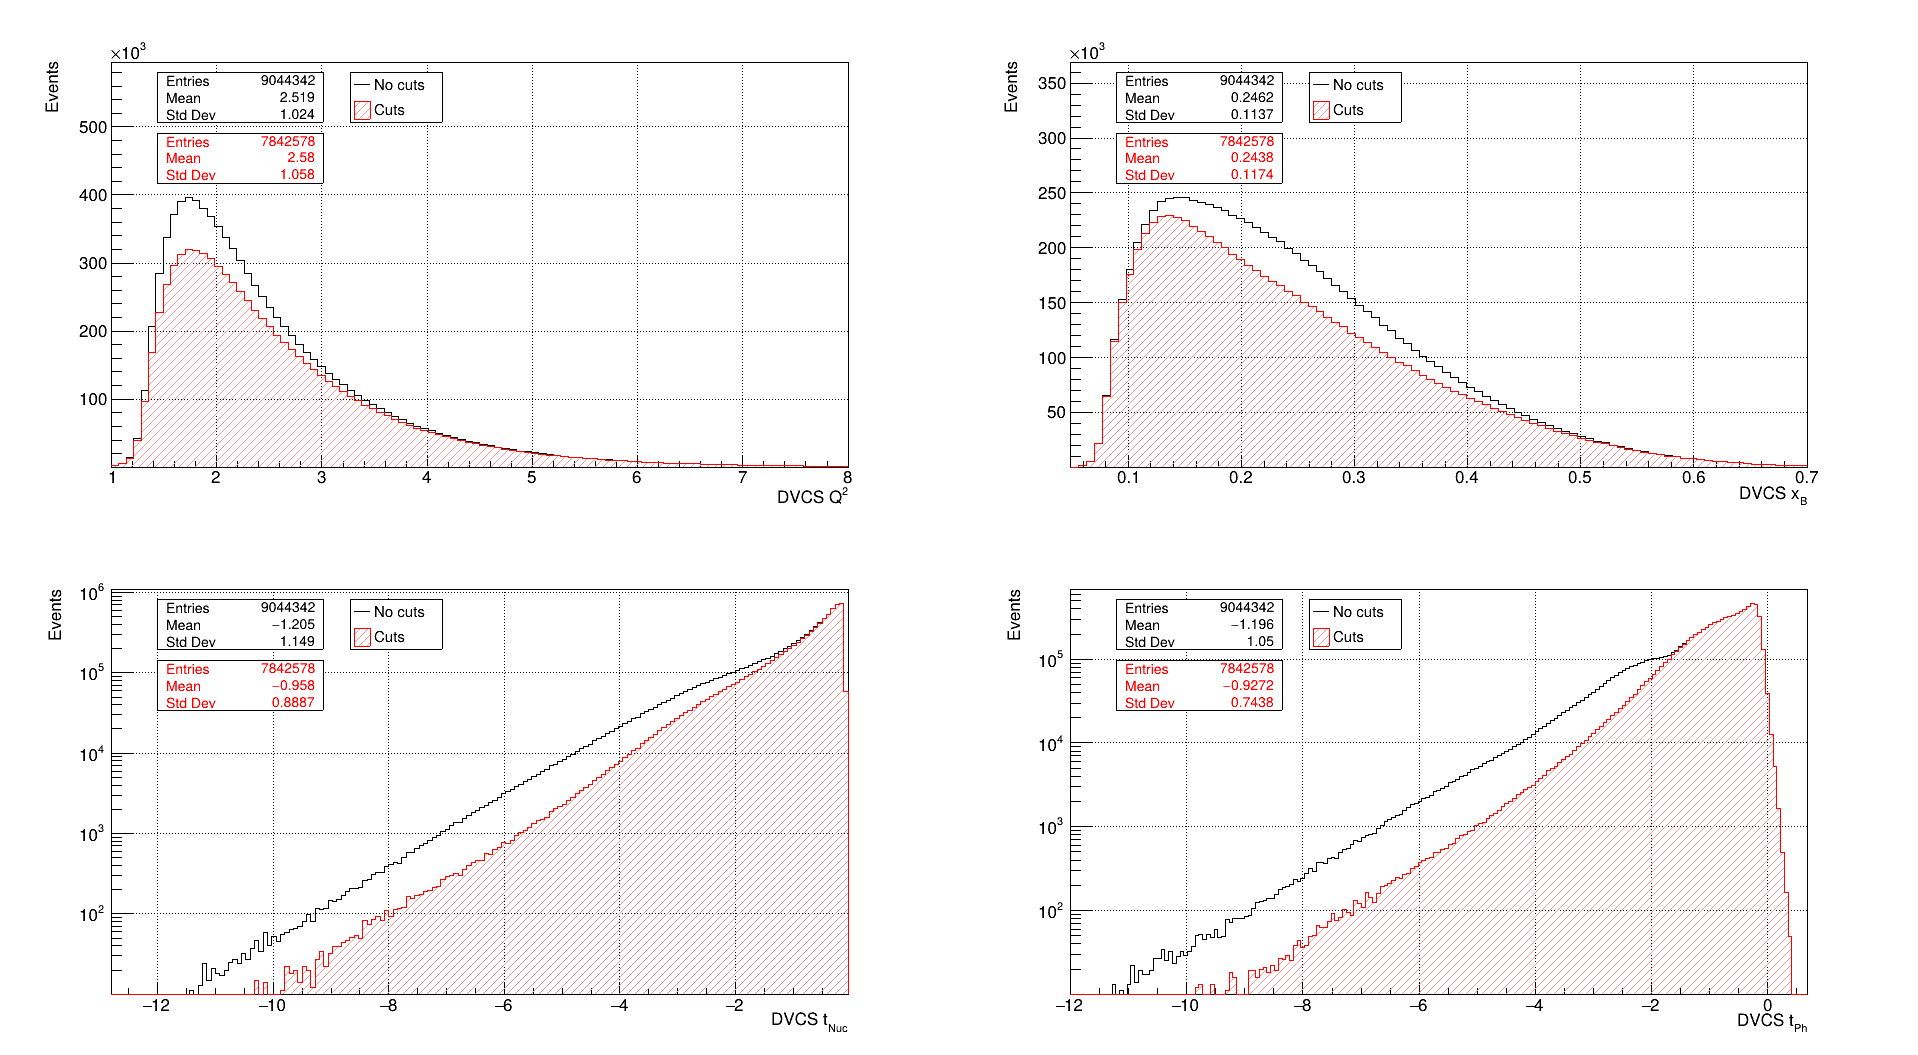 ×10³
Events
Entries 9044342
Mean 2.519
Std Dev 1.024
Entries 7842578
Mean 2.58
Std Dev 1.058
No cuts
Cuts
500
400
300
200
100
1 2 3 4 5 6 7 8
DVCS Q²
×10³
Events
Entries 9044342
Mean 0.2462
Std Dev 0.1137
Entries 7842578
Mean 0.2438
Std Dev 0.1174
No cuts
Cuts
350
300
250
200
150
100
50
0.1 0.2 0.3 0.4 0.5 0.6 0.7
DVCS x_B
Events
Entries 9044342
Mean −1.205
Std Dev 1.149
Entries 7842578
Mean −0.958
Std Dev 0.8887
No cuts
Cuts
10⁶
10⁵
10⁴
10³
10²
−12 −10 −8 −6 −4 −2
DVCS t_Nuc
Events
Entries 9044342
Mean −1.196
Std Dev 1.05
Entries 7842578
Mean −0.9272
Std Dev 0.7438
No cuts
Cuts
10⁵
10⁴
10³
10²
−12 −10 −8 −6 −4 −2 0
DVCS t_Ph